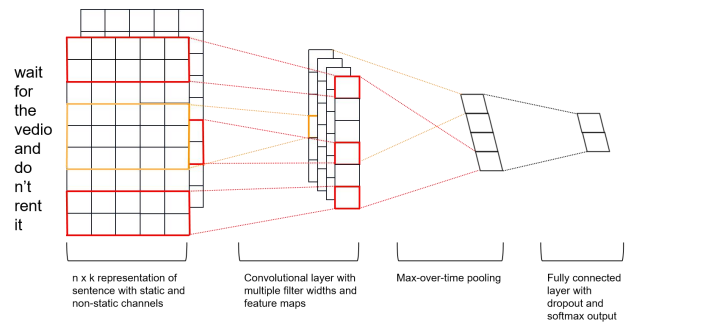 wait
for
the
vedio
and
do
n't
rent
it
n x k representation of
sentence with static and
non-static channels
Convolutional layer with
multiple filter widths and
feature maps
Max-over-time pooling
Fully connected
layer with
dropout and
softmax output